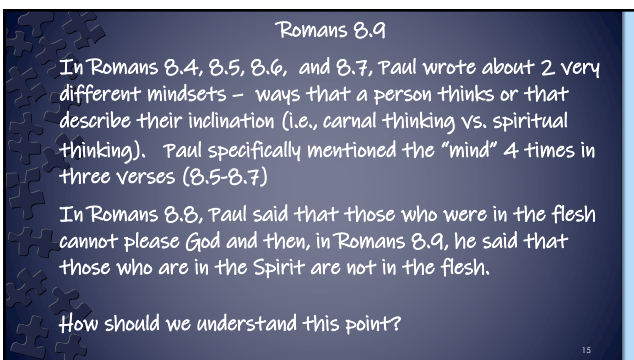 Romans 8.9
In Romans 8.4, 8.5, 8.6, and 8.7, Paul wrote about 2 very
different mindsets – ways that a person thinks or that
describe their inclination (i.e., carnal thinking vs. spiritual
thinking). Paul specifically mentioned the "mind" 4 times in
three verses (8.5-8.7)
In Romans 8.8, Paul said that those who were in the flesh
cannot please God and then, in Romans 8.9, he said that
those who are in the Spirit are not in the flesh.
How should we understand this point?
15